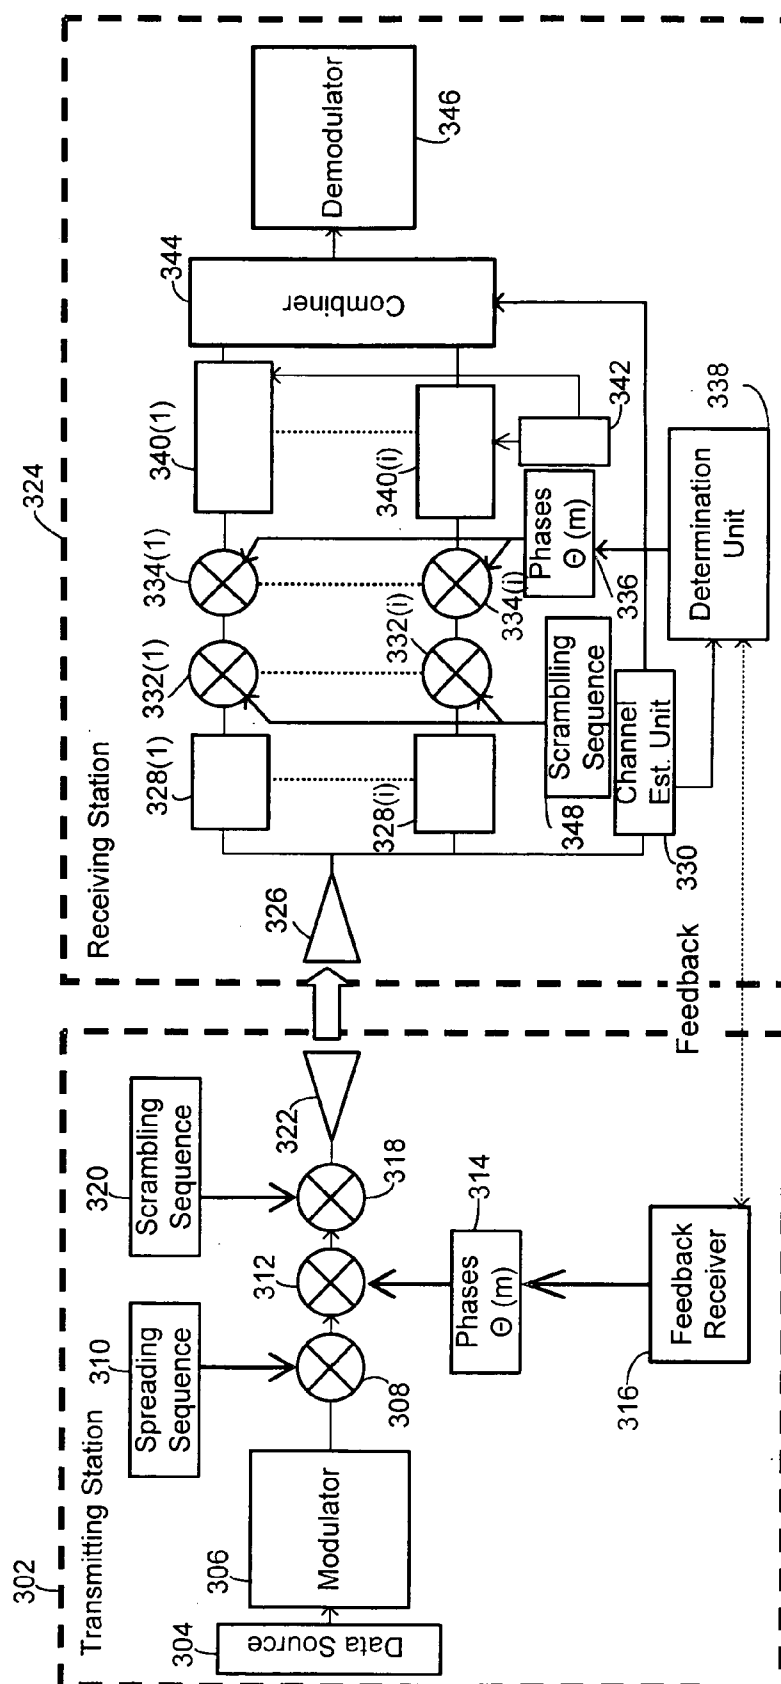 302
Transmitting Station
304
Data Source
306
Modulator
308
310
Spreading
Sequence
312
314
Phases
Θ (m)
316
Feedback
Receiver
318
320
Scrambling
Sequence
322
Feedback
324
Receiving Station
326
328(1)
328(i)
330
Channel
Est. Unit
332(1)
332(i)
334(1)
334(i)
336
Phases
Θ (m)
338
Determination
Unit
340(1)
340(i)
342
344
Combiner
346
Demodulator
348
Scramblling
Sequence